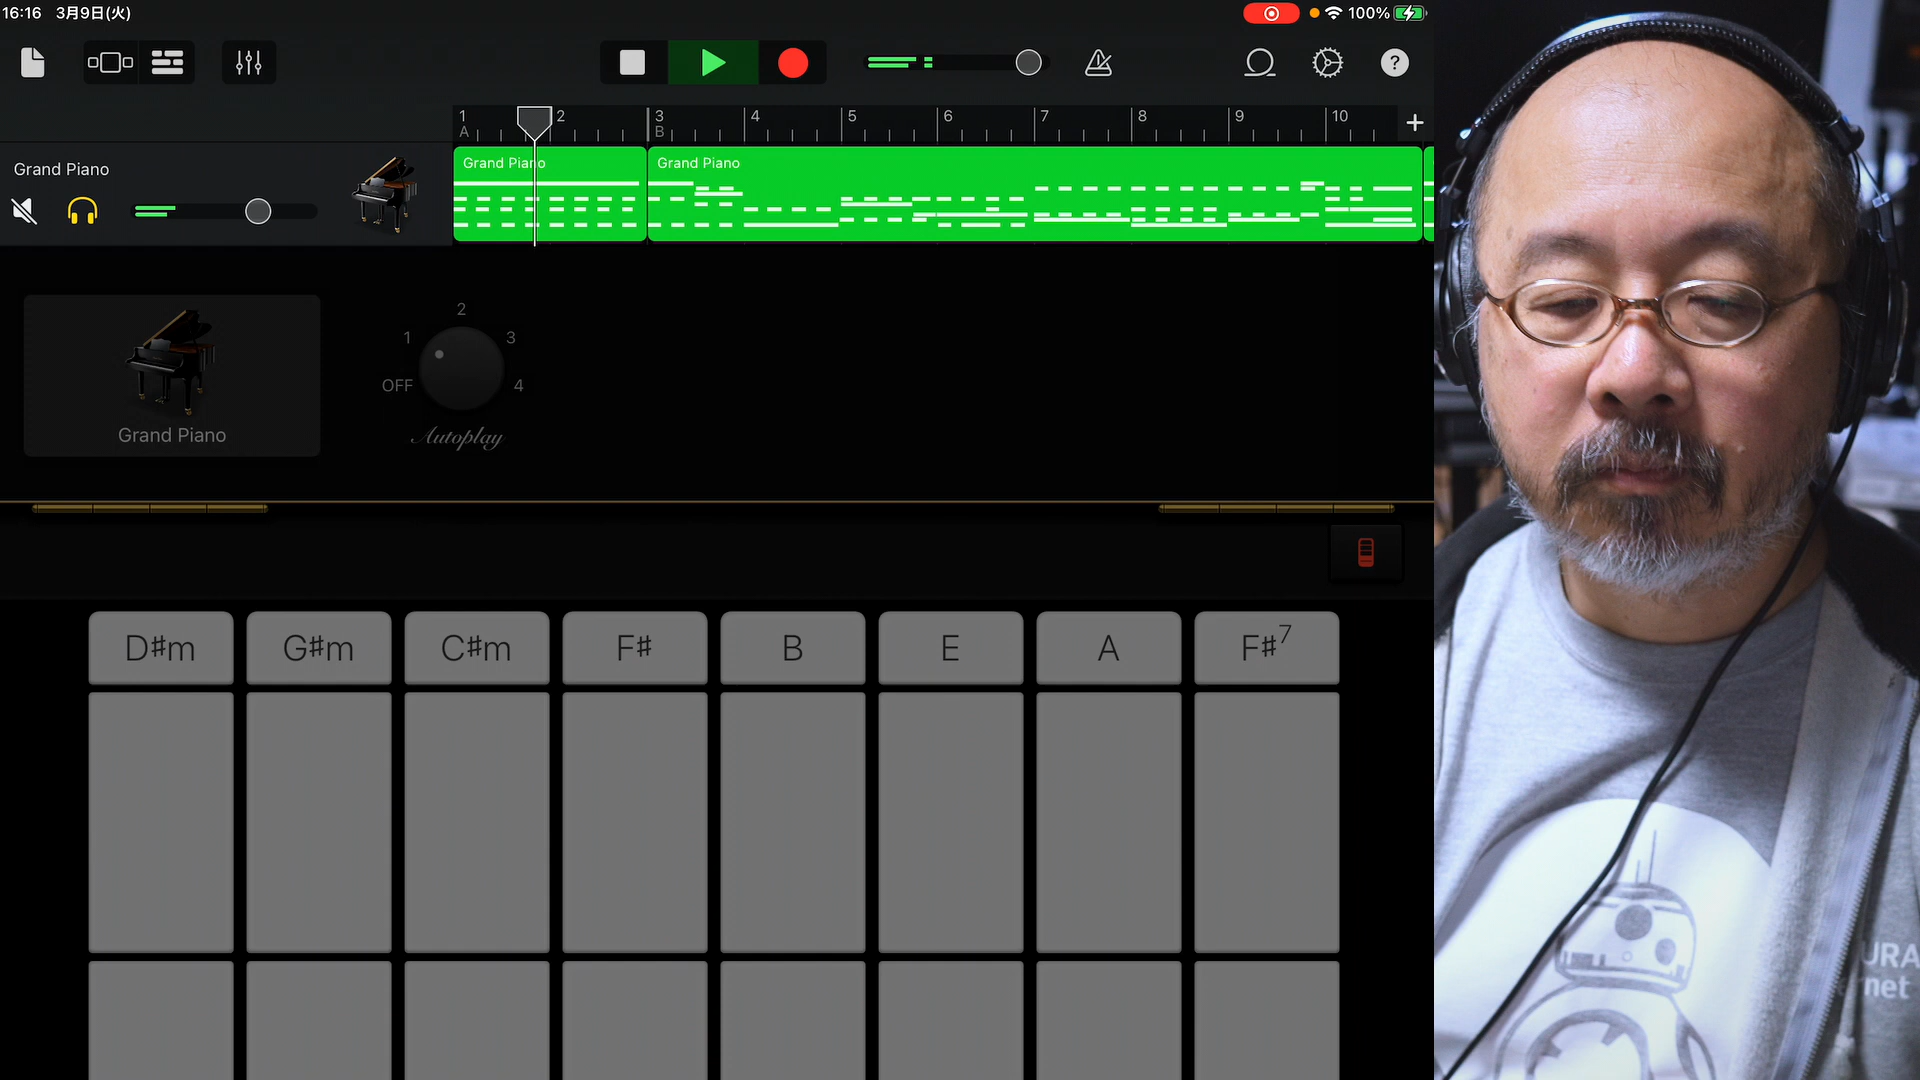 16:16 3月9日(火)
100%
?
1 2 3 4 5 6 7 8 9 10 +
A B
Grand Piano
Grand Piano Grand Piano
2
1 3
OFF 4
Grand Piano
Autoplay
D♯m G♯m C♯m F♯ B E A F♯7
URA
net